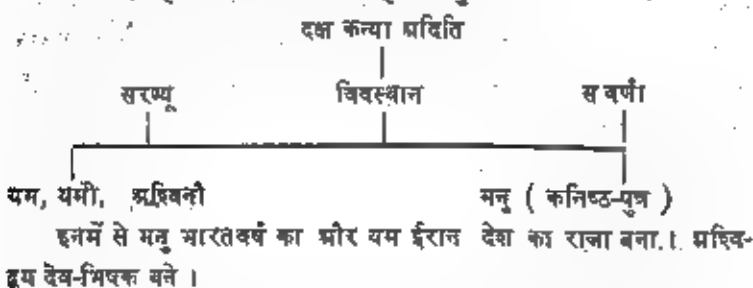 दक्ष कन्या अदिति
सरण्यू विवस्वान सवर्णा
यम, यमी, अश्विनौ मनु ( कनिष्ठ-पुत्र )
इनमें से मनु भारतवर्ष का और यम ईरान देश का राजा बना । अश्वि-
द्वय देव-भिषक बने ।